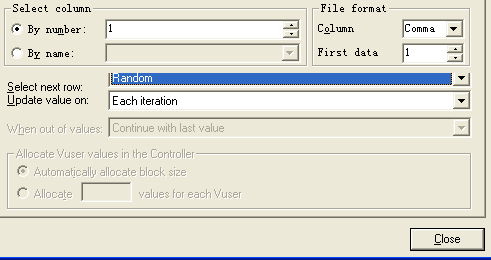 Select column
File format
By number: 1
Column Comma
By name:
First data 1
Select next row: Random
Update value on: Each iteration
When out of values: Continue with last value
Allocate Vuser values in the Controller
Automatically allocate block size
Allocate values for each Vuser
Close